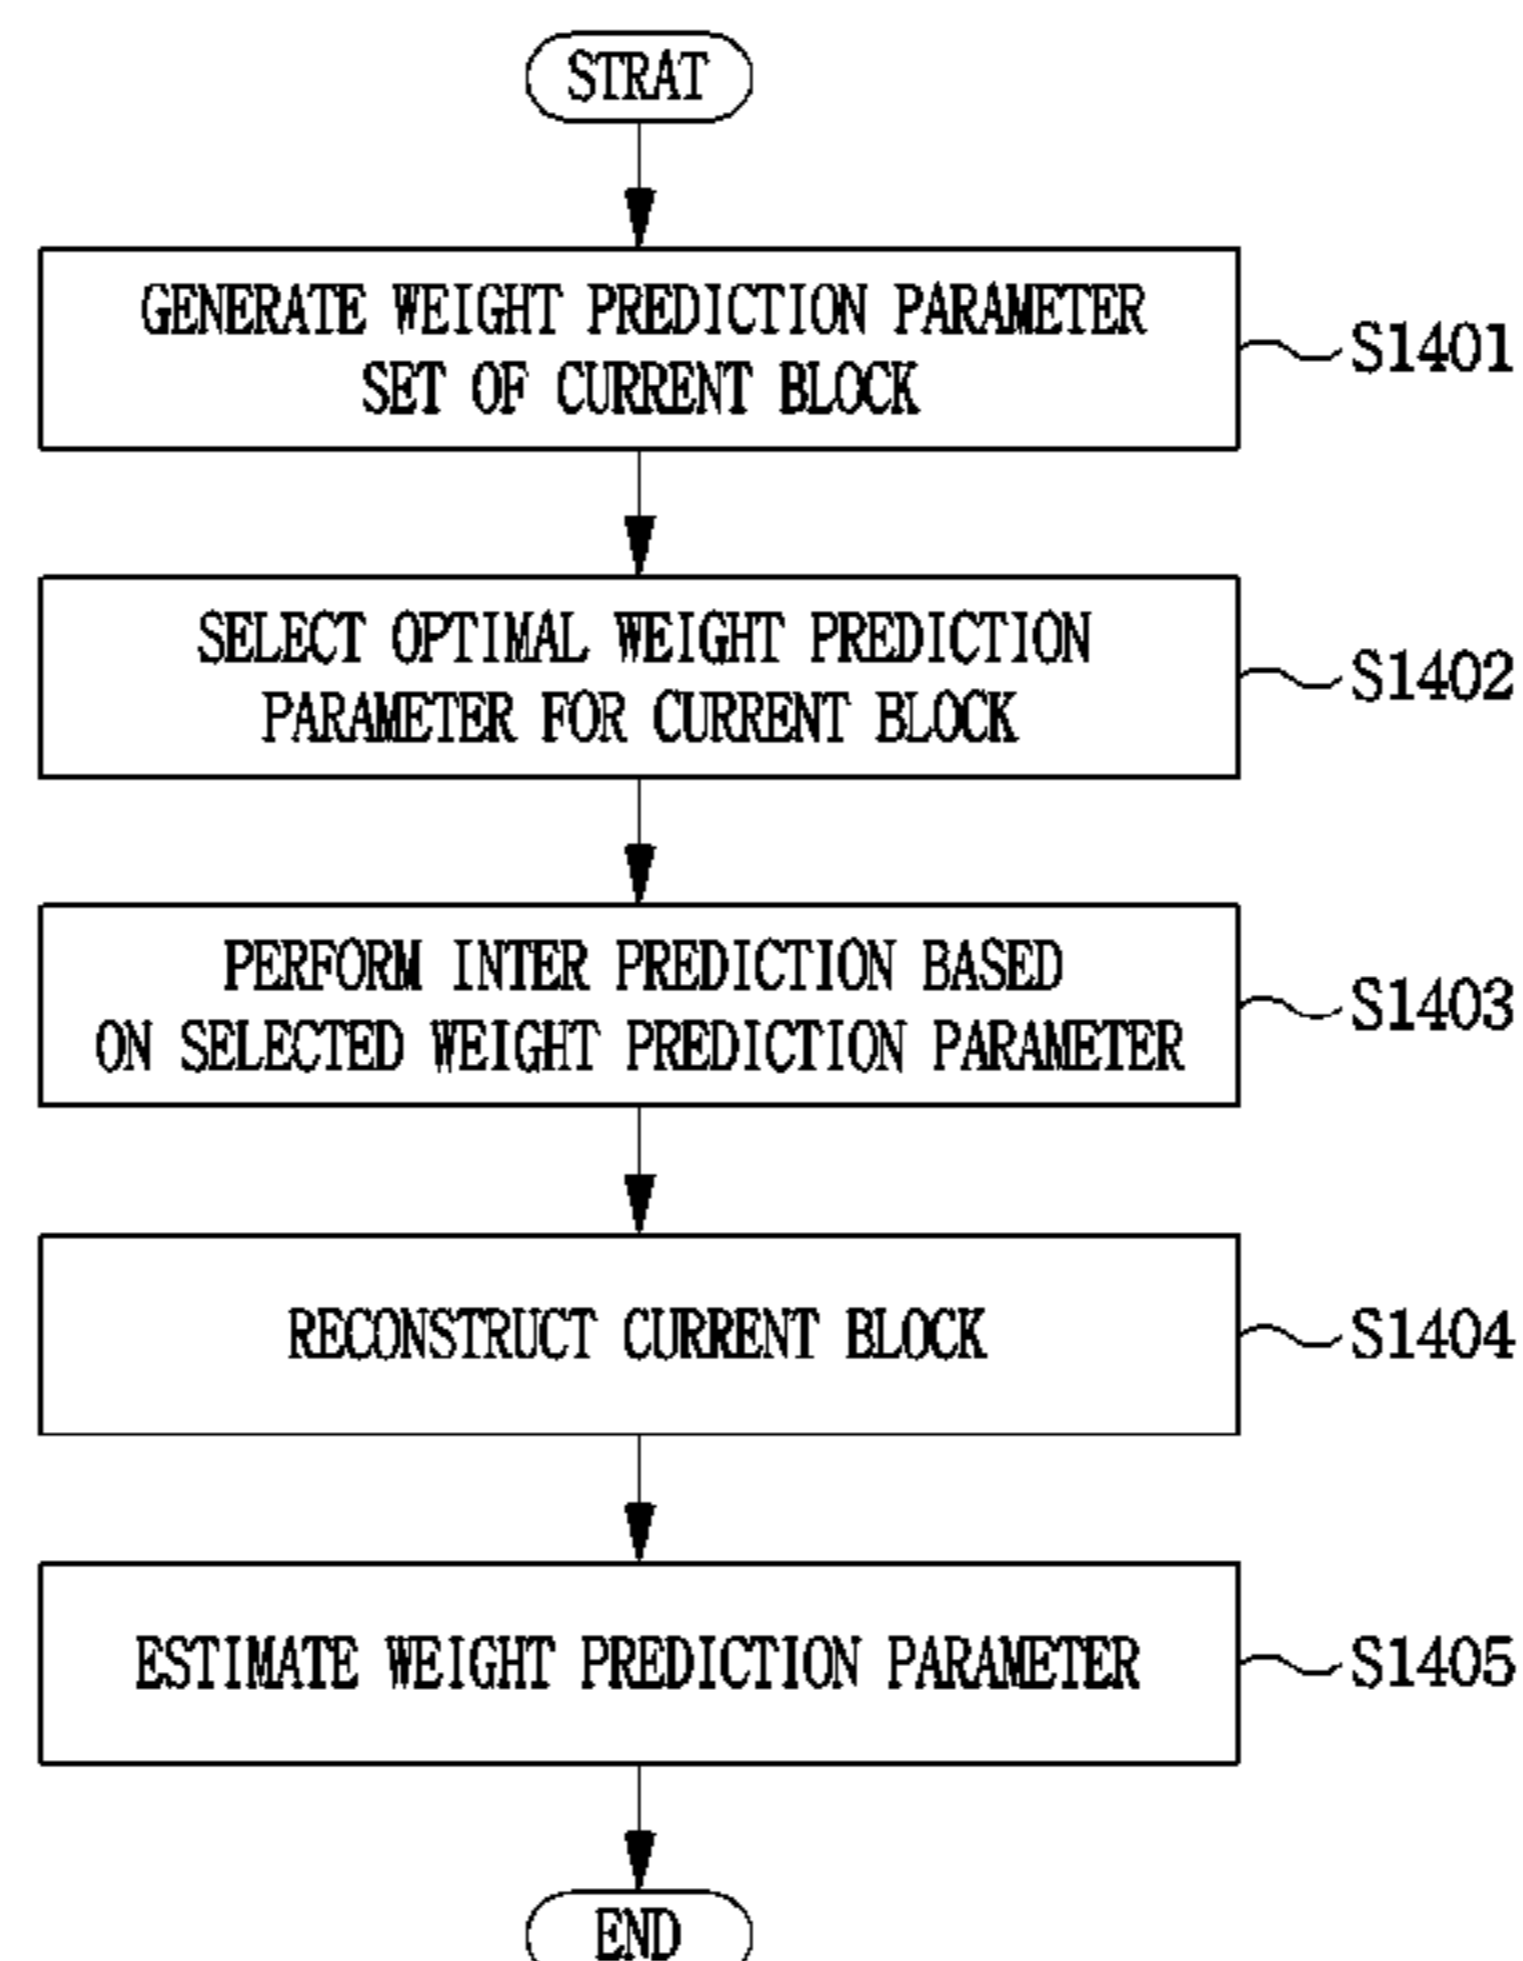 STRAT
GENERATE WEIGHT PREDICTION PARAMETER
SET OF CURRENT BLOCK
S1401
SELECT OPTIMAL WEIGHT PREDICTION
PARAMETER FOR CURRENT BLOCK
S1402
PERFORM INTER PREDICTION BASED
ON SELECTED WEIGHT PREDICTION PARAMETER
S1403
RECONSTRUCT CURRENT BLOCK
S1404
ESTIMATE WEIGHT PREDICTION PARAMETER
S1405
END